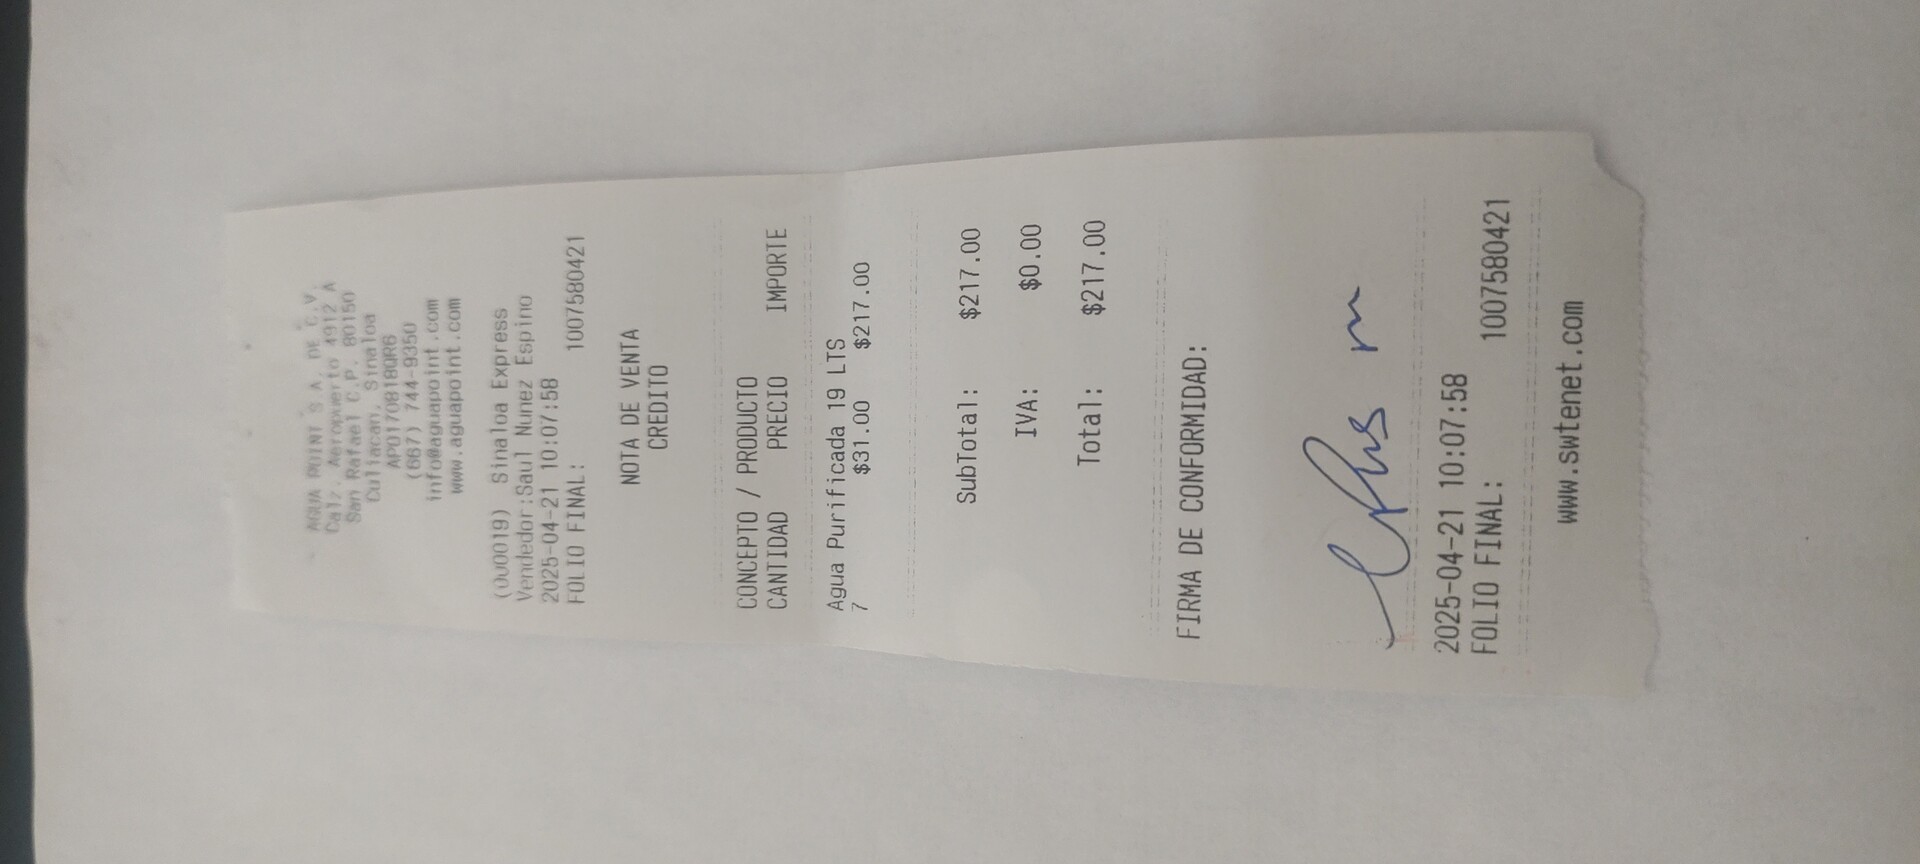 AGUA POINT S.A. DE C.V.
Calz. Aeropuerto 4912 A
San Rafael C.P. 80150
Culiacan, Sinaloa
APO170818QR6
(667) 744-9350
info@aguapoint.com
www.aguapoint.com
(000019) Sinaloa Express
Vendedor:Saul Nunez Espino
2025-04-21 10:07:58
FOLIO FINAL: 1007580421
NOTA DE VENTA
CREDITO
CONCEPTO / PRODUCTO
CANTIDAD PRECIO IMPORTE
Agua Purificada 19 LTS
7 $31.00 $217.00
SubTotal: $217.00
IVA: $0.00
Total: $217.00
FIRMA DE CONFORMIDAD:
2025-04-21 10:07:58
FOLIO FINAL: 1007580421
www.swtenet.com